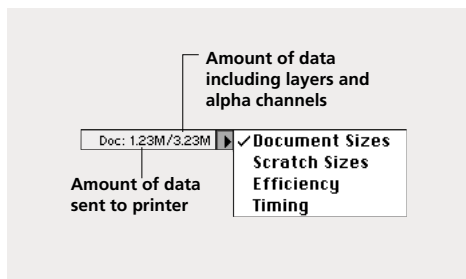 Amount of data
including layers and
alpha channels
Doc: 1.23M/3.23M
✓Document Sizes
Scratch Sizes
Efficiency
Timing
Amount of data
sent to printer